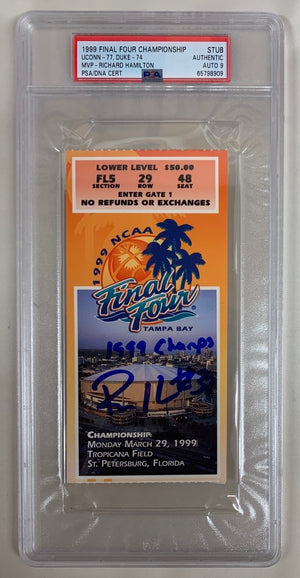 1999 FINAL FOUR CHAMPIONSHIP STUB
UCONN - 77, DUKE - 74 AUTHENTIC
MVP - RICHARD HAMILTON AUTO 9
PSA/DNA CERT PSA 65798909
LOWER LEVEL $50.00
FL5 29 48
SECTION ROW SEAT
ENTER GATE 1
NO REFUNDS OR EXCHANGES
1999 NCAA
Final
Four
TAMPA BAY
1999 Champs
CHAMPIONSHIP
MONDAY MARCH 29, 1999
TROPICANA FIELD
ST. PETERSBURG, FLORIDA